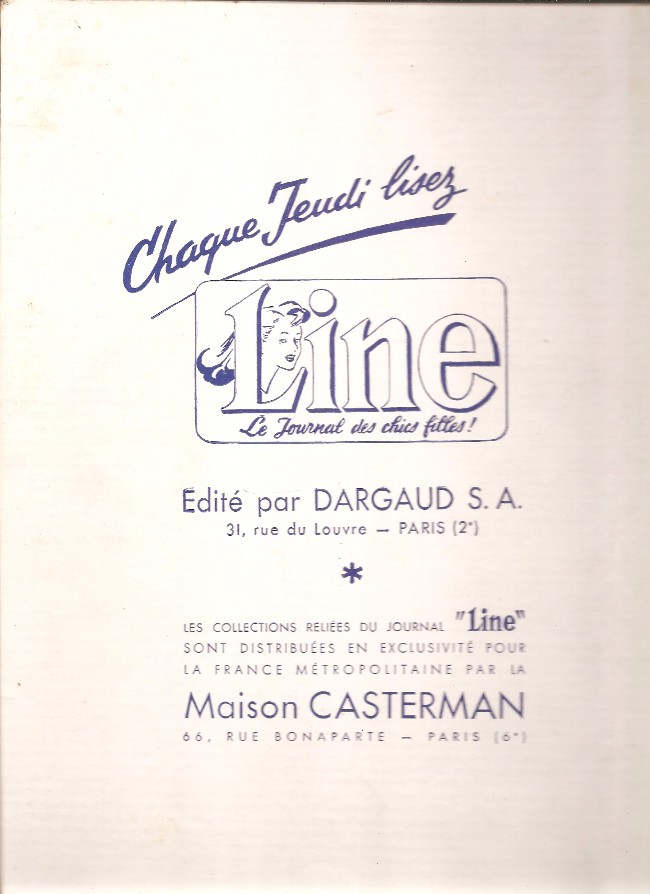 Chaque Jeudi lisez
Line
Le Journal des chics filles!
Edité par DARGAUD S. A.
31, rue du Louvre — PARIS (2e)
*
LES COLLECTIONS RELIÉES DU JOURNAL "Line"
SONT DISTRIBUÉES EN EXCLUSIVITÉ POUR
LA FRANCE MÉTROPOLITAINE PAR LA
Maison CASTERMAN
66, RUE BONAPARTE — PARIS (6e)